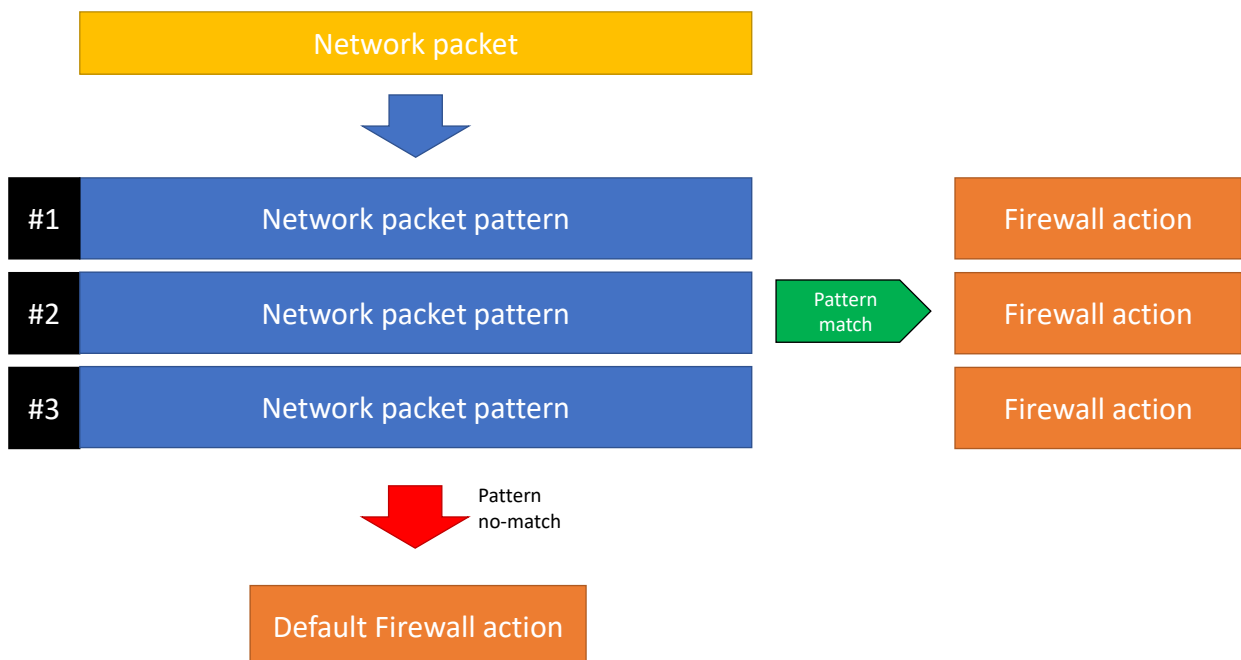 Network packet
#1 Network packet pattern Firewall action
#2 Network packet pattern Pattern match Firewall action
#3 Network packet pattern Firewall action
Pattern
no-match
Default Firewall action